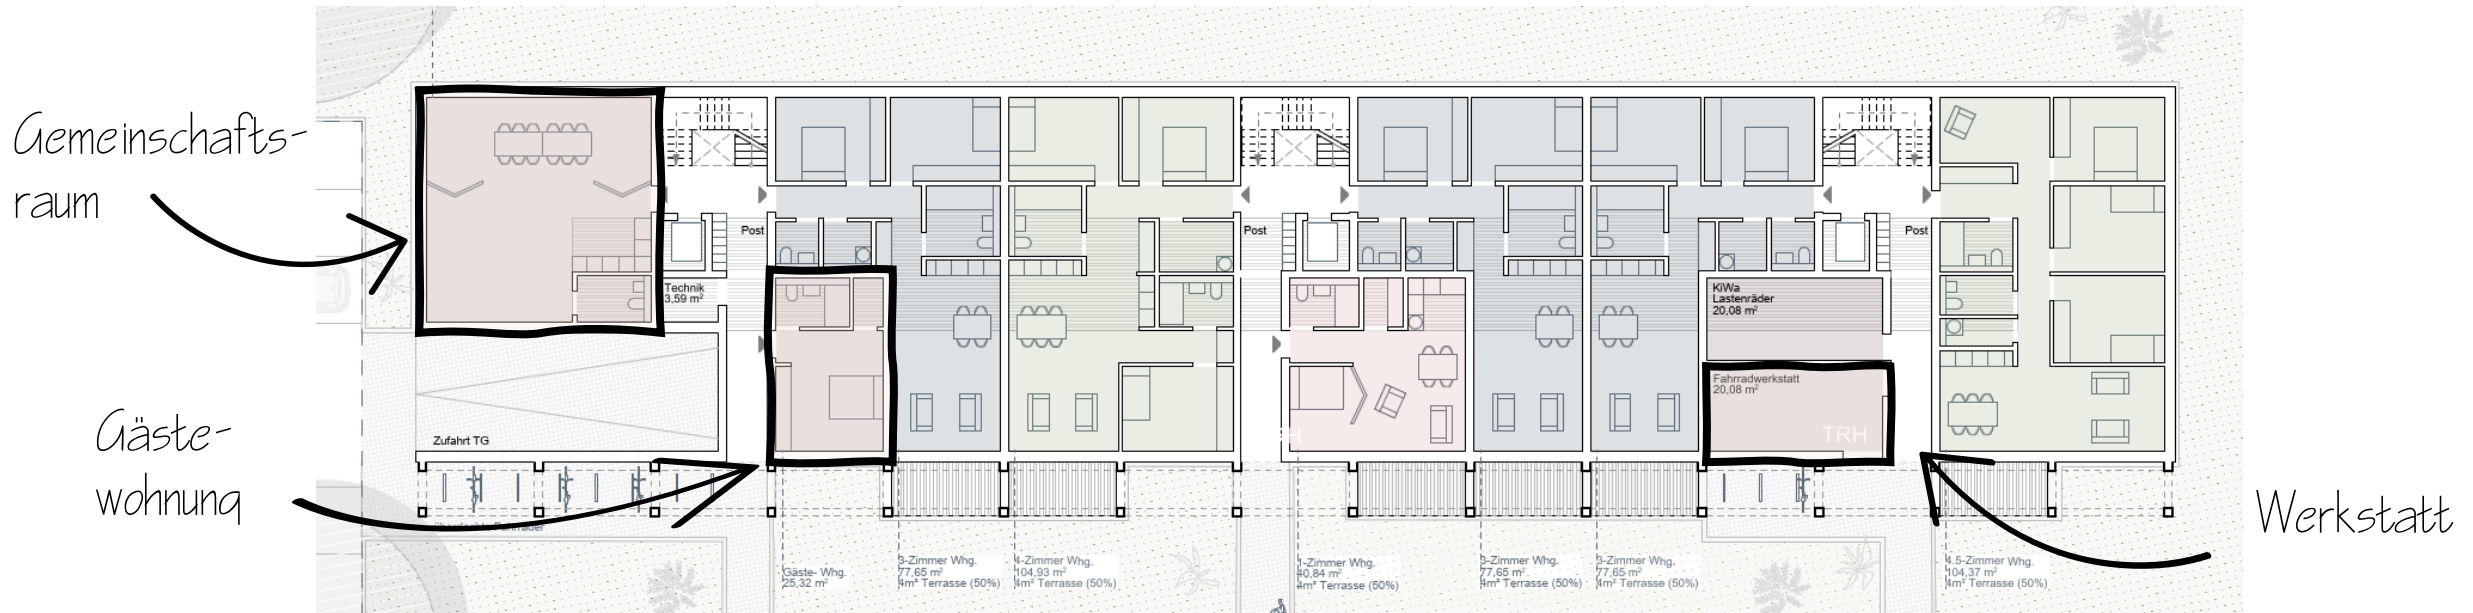 Gemeinschafts-
raum
Post
Post
Post
Technik
3,59 m²
KiWa
Lastenräder
20,08 m²
Fahrradwerkstatt
20,08 m²
TRH
Zufahrt TG
Gäste-
wohnung
Werkstatt
Gäste- Whg.
25,32 m²
3-Zimmer Whg.
77,65 m²
4m² Terrasse (50%)
4-Zimmer Whg.
104,93 m²
4m² Terrasse (50%)
1-Zimmer Whg.
40,84 m²
4m² Terrasse (50%)
3-Zimmer Whg.
77,65 m²
4m² Terrasse (50%)
3-Zimmer Whg.
77,65 m²
4m² Terrasse (50%)
4.5-Zimmer Whg.
104,37 m²
4m² Terrasse (50%)